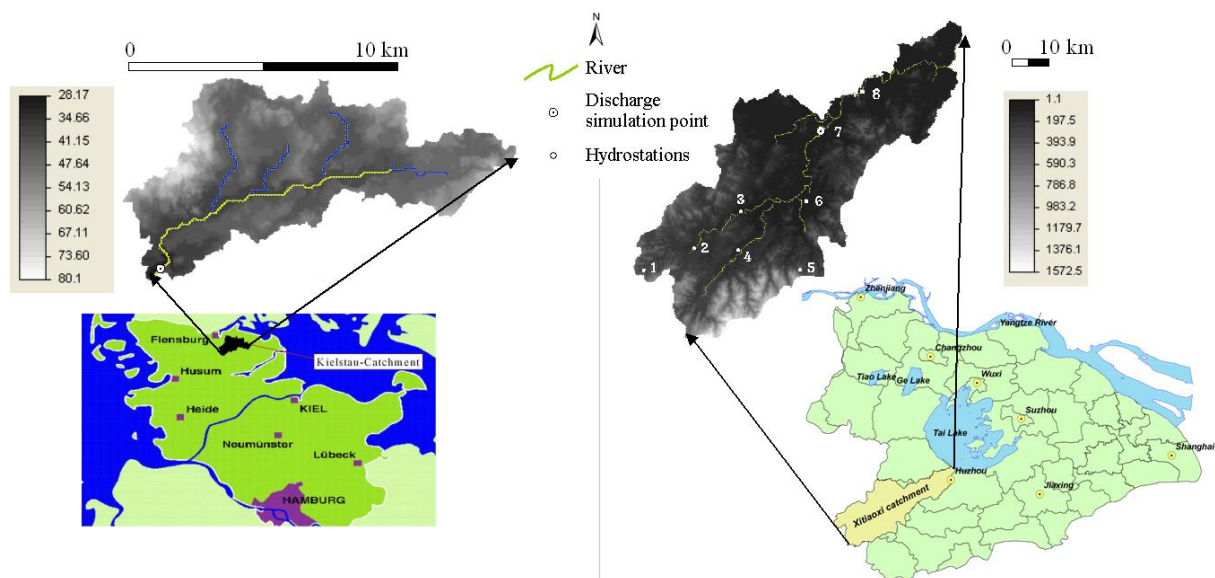 0 10 km
28.17
34.66
41.15
47.64
54.13
60.62
67.11
73.60
80.1
N
River
Discharge
simulation point
Hydrostations
0 10 km
1.1
197.5
393.9
590.3
786.8
983.2
1179.7
1376.1
1572.5
8
7
3
6
2
4
1
5
Flensburg
Kielstau-Catchment
Husum
Heide
KIEL
Neumünster
Lübeck
HAMBURG
Zhenjiang
Yangtze River
Changzhou
Tiao Lake
Ge Lake
Wuxi
Suzhou
Tai Lake
Shanghai
Huzhou
Jiaxing
Xitiaoxi catchment